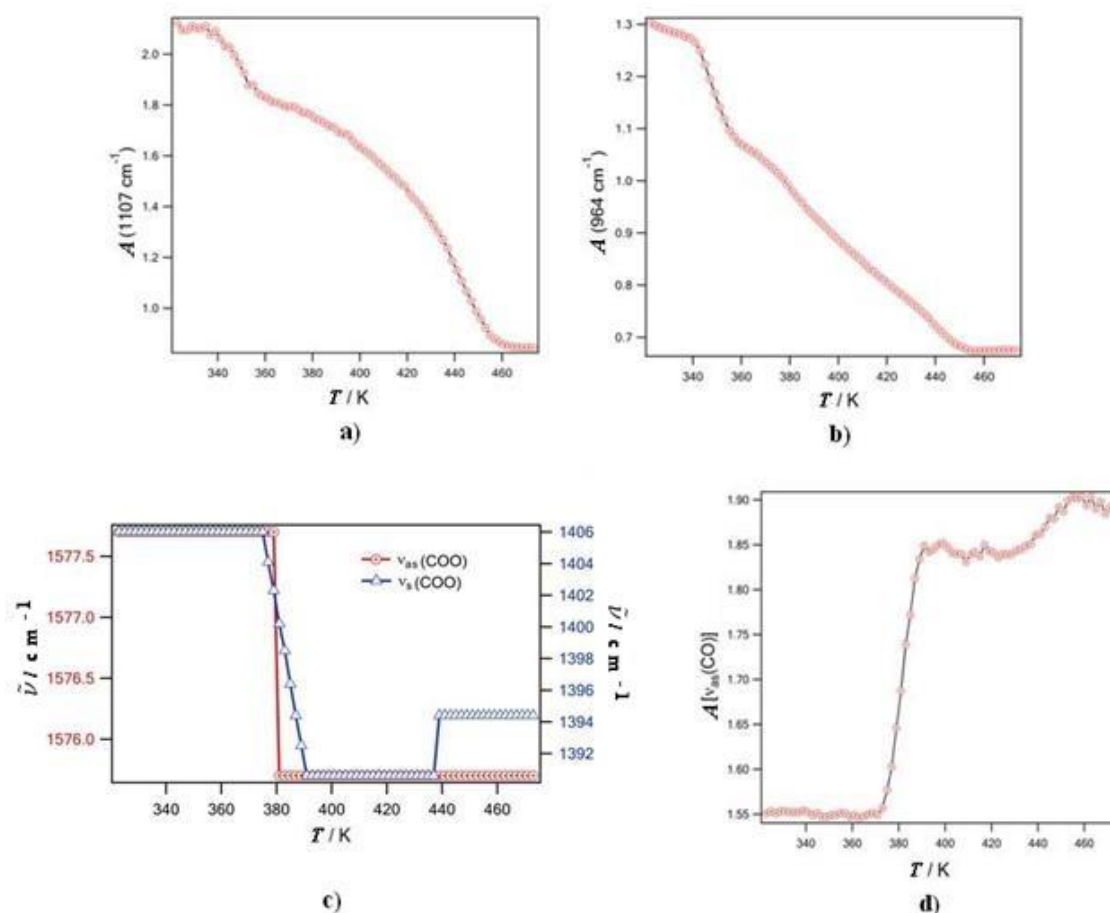 A (1107 cm⁻¹)
2.0
1.8
1.6
1.4
1.2
1.0
340 360 380 400 420 440 460
T / K
a)
A (964 cm⁻¹)
1.3
1.2
1.1
1.0
0.9
0.8
0.7
340 360 380 400 420 440 460
T / K
b)
ν̃ / cm -1
1577.5
1577.0
1576.5
1576.0
νas(COO)
νs(COO)
1406
1404
1402
1400
1398
1396
1394
1392
ν̃ / cm -1
340 360 380 400 420 440 460
T / K
c)
A [νas(CO)]
1.90
1.85
1.80
1.75
1.70
1.65
1.60
1.55
340 360 380 400 420 440 460
T / K
d)